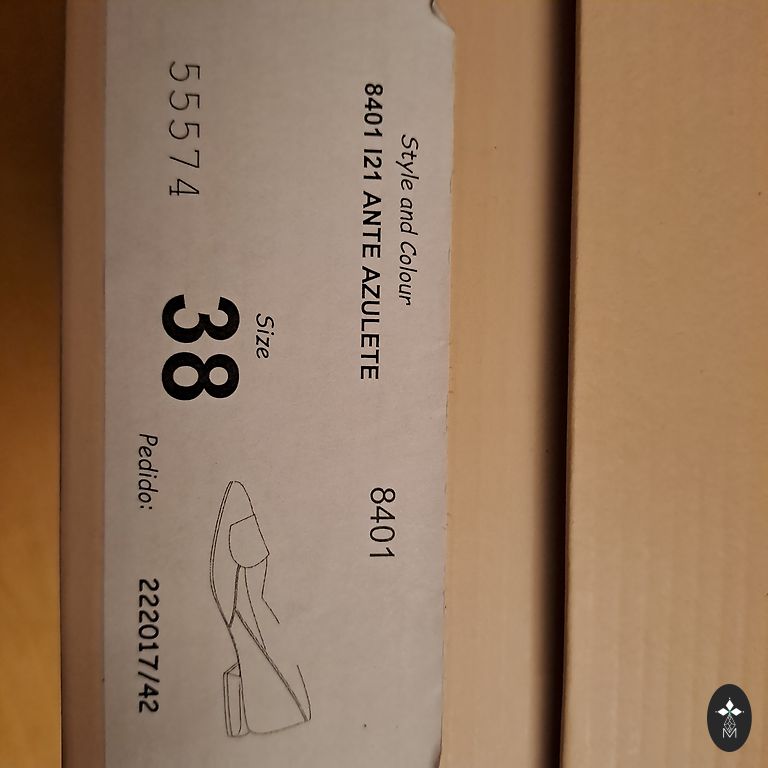 Style and Colour
8401 I21 ANTE AZULETE
8401
Size
38
55574
Pedido: 222017/42
M